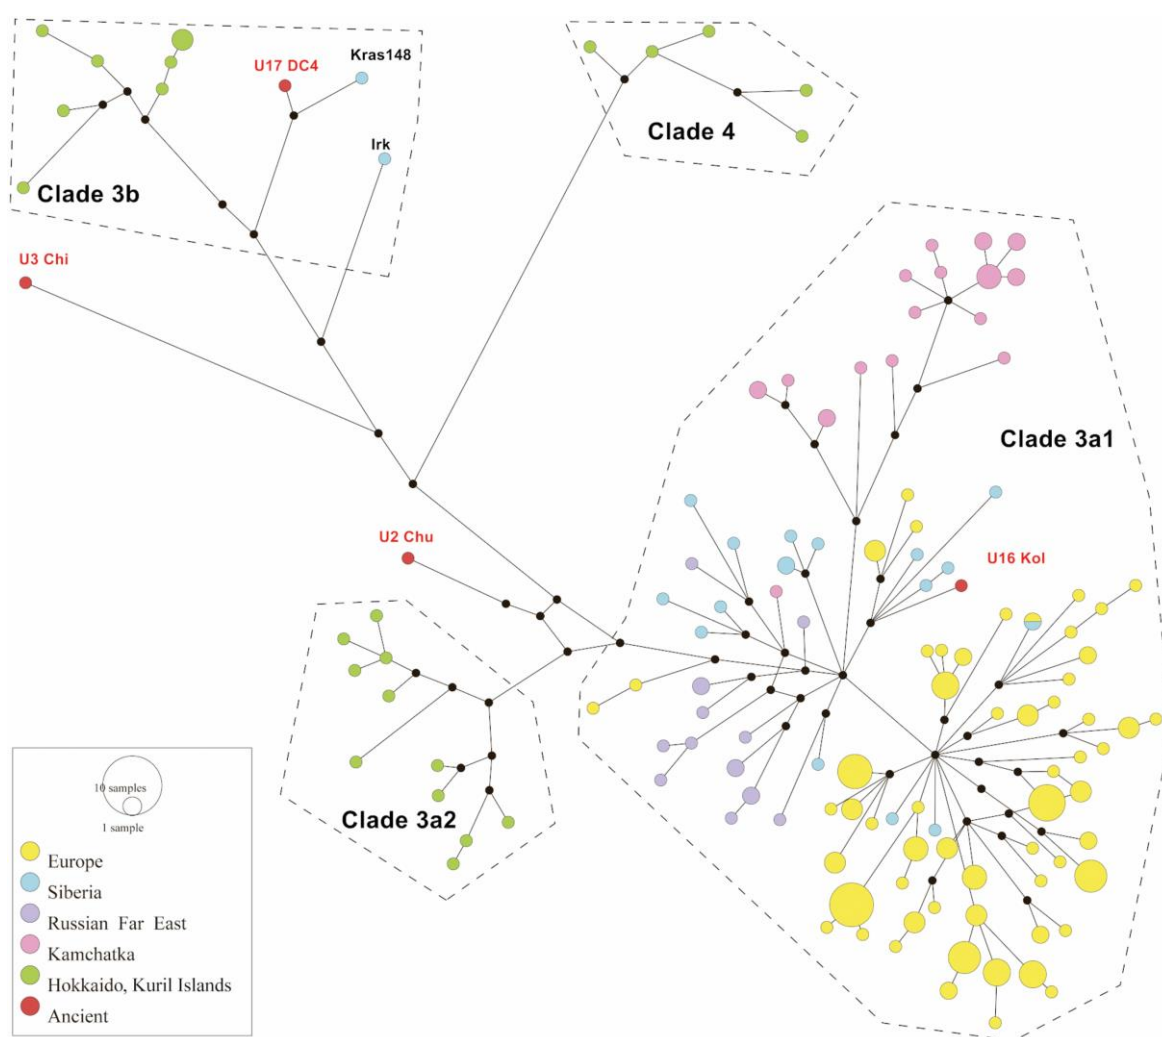 U17 DC4
Kras148
Irk
Clade 3b
Clade 4
U3 Chi
Clade 3a1
U2 Chu
U16 Kol
Clade 3a2
10 samples
1 sample
Europe
Siberia
Russian Far East
Kamchatka
Hokkaido, Kuril Islands
Ancient